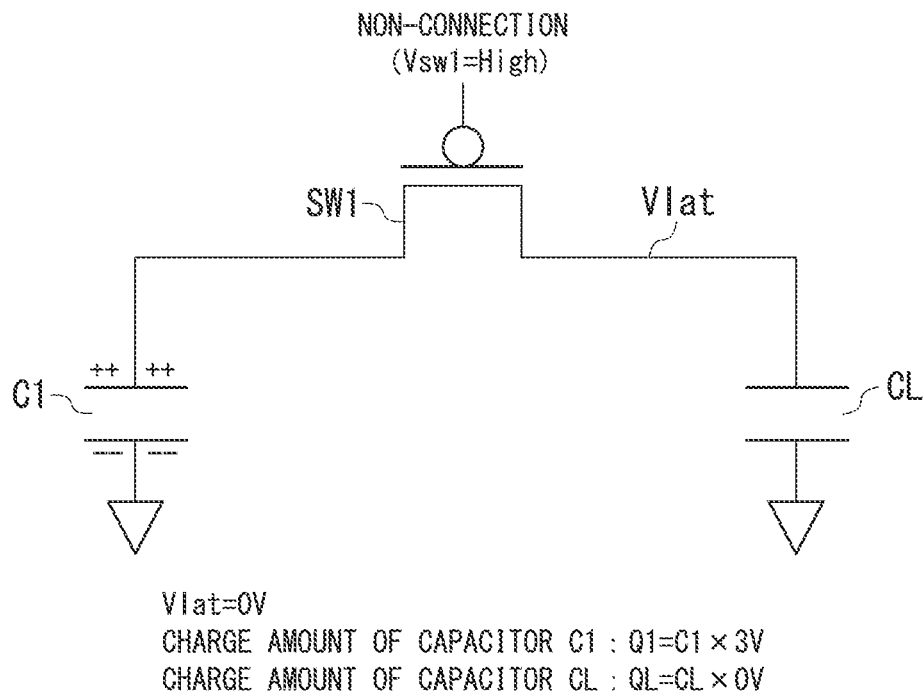 NON-CONNECTION
(Vsw1=High)
SW1
Vlat
++ ++
C1
CL
Vlat=0V
CHARGE AMOUNT OF CAPACITOR C1 : Q1=C1×3V
CHARGE AMOUNT OF CAPACITOR CL : QL=CL×0V